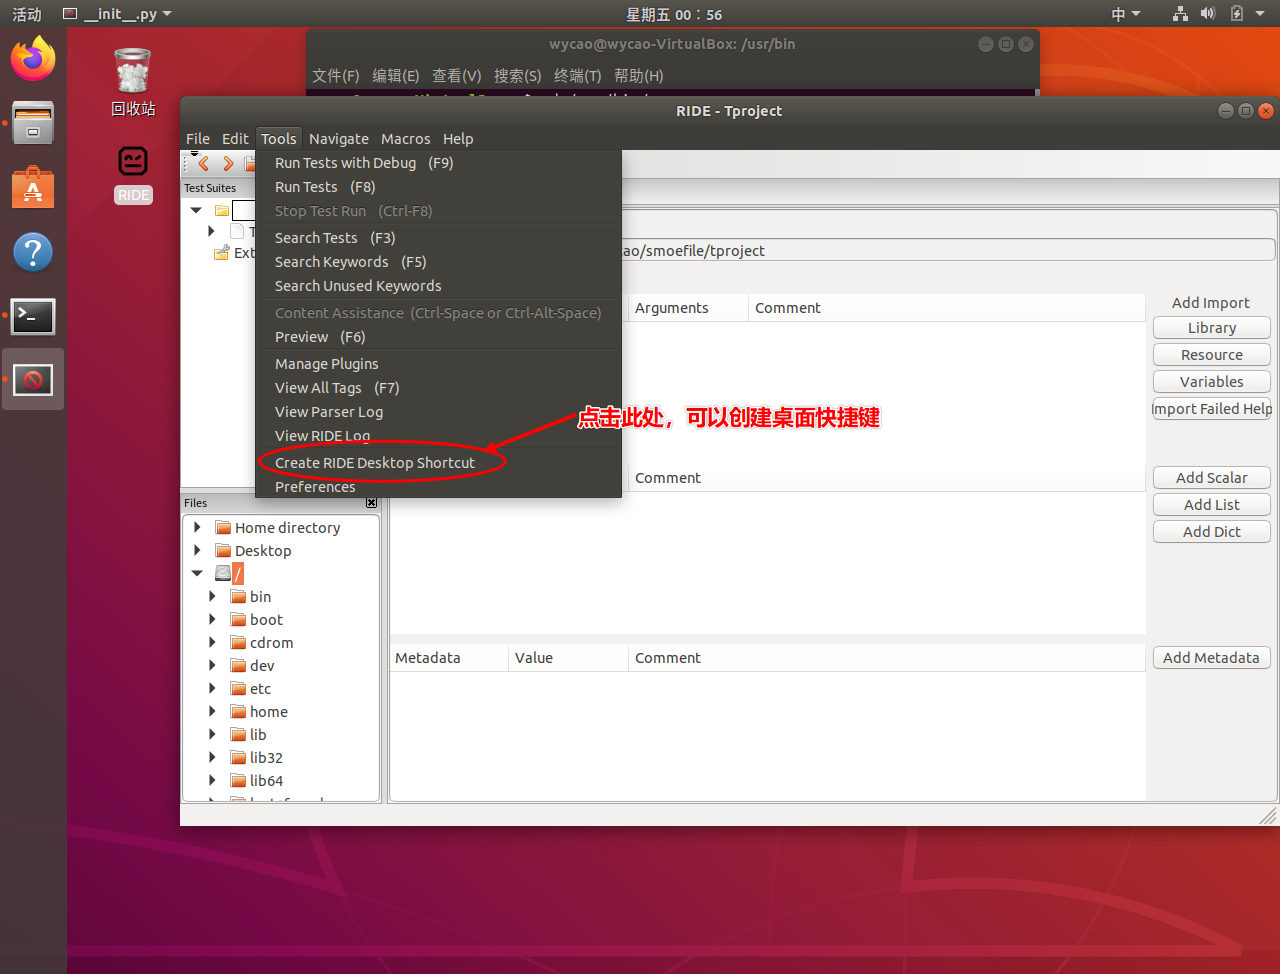 活动
__init__.py
星期五 00：56
中
wycao@wycao-VirtualBox: /usr/bin
文件(F) 编辑(E) 查看(V) 搜索(S) 终端(T) 帮助(H)
回收站
RIDE
RIDE - Tproject
File Edit Tools Navigate Macros Help
Run Tests with Debug (F9)
Run Tests (F8)
Stop Test Run (Ctrl-F8)
Search Tests (F3)
Search Keywords (F5)
Search Unused Keywords
Content Assistance (Ctrl-Space or Ctrl-Alt-Space)
Preview (F6)
Manage Plugins
View All Tags (F7)
View Parser Log
View RIDE Log
Create RIDE Desktop Shortcut
Preferences
点击此处，可以创建桌面快捷键
Test Suites
T
Ext
ao/smoefile/tproject
Arguments Comment
Add Import
Library
Resource
Variables
Import Failed Help
Comment
Add Scalar
Add List
Add Dict
Metadata Value Comment
Add Metadata
Files
Home directory
Desktop
/
bin
boot
cdrom
dev
etc
home
lib
lib32
lib64